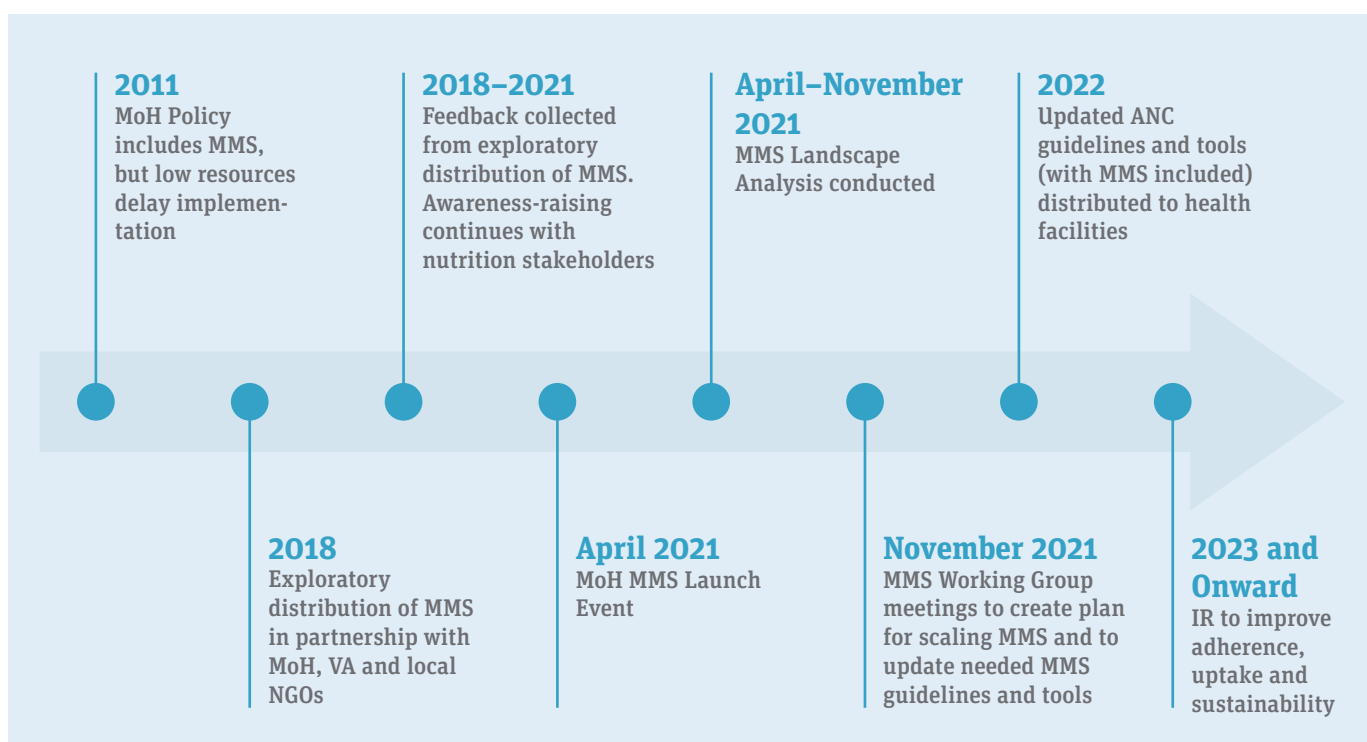 2011
MoH Policy
includes MMS,
but low resources
delay implemen-
tation
2018
Exploratory
distribution of MMS
in partnership with
MoH, VA and local
NGOs
2018–2021
Feedback collected
from exploratory
distribution of MMS.
Awareness-raising
continues with
nutrition stakeholders
April 2021
MoH MMS Launch
Event
April–November
2021
MMS Landscape
Analysis conducted
November 2021
MMS Working Group
meetings to create plan
for scaling MMS and to
update needed MMS
guidelines and tools
2022
Updated ANC
guidelines and tools
(with MMS included)
distributed to health
facilities
2023 and
Onward
IR to improve
adherence,
uptake and
sustainability